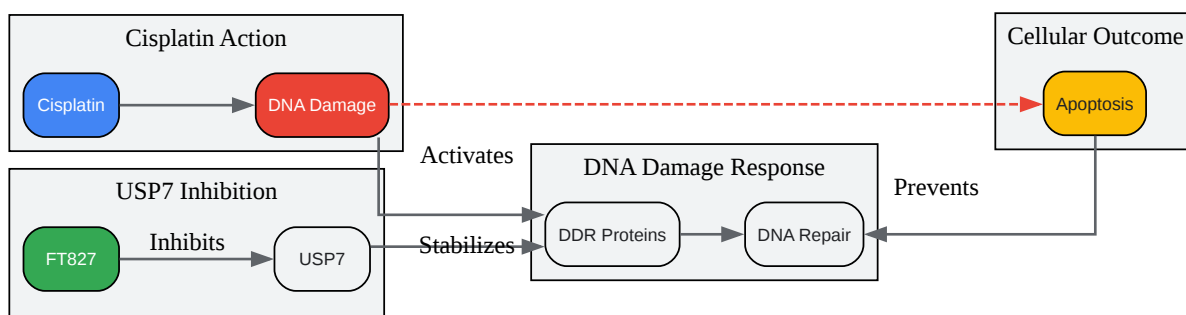 Cisplatin Action
Cisplatin
DNA Damage
Cellular Outcome
Apoptosis
Activates
Prevents
USP7 Inhibition
FT827
Inhibits
USP7
Stabilizes
DNA Damage Response
DDR Proteins
DNA Repair